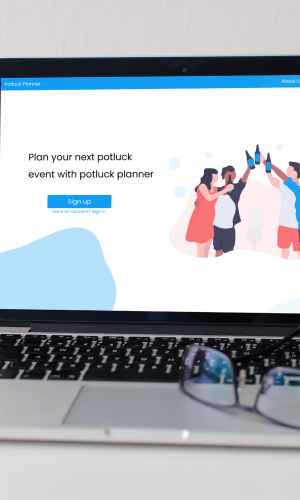 Potluck Planner
About
Plan your next potluck
event with potluck planner
Sign up
Have an account? Sign in